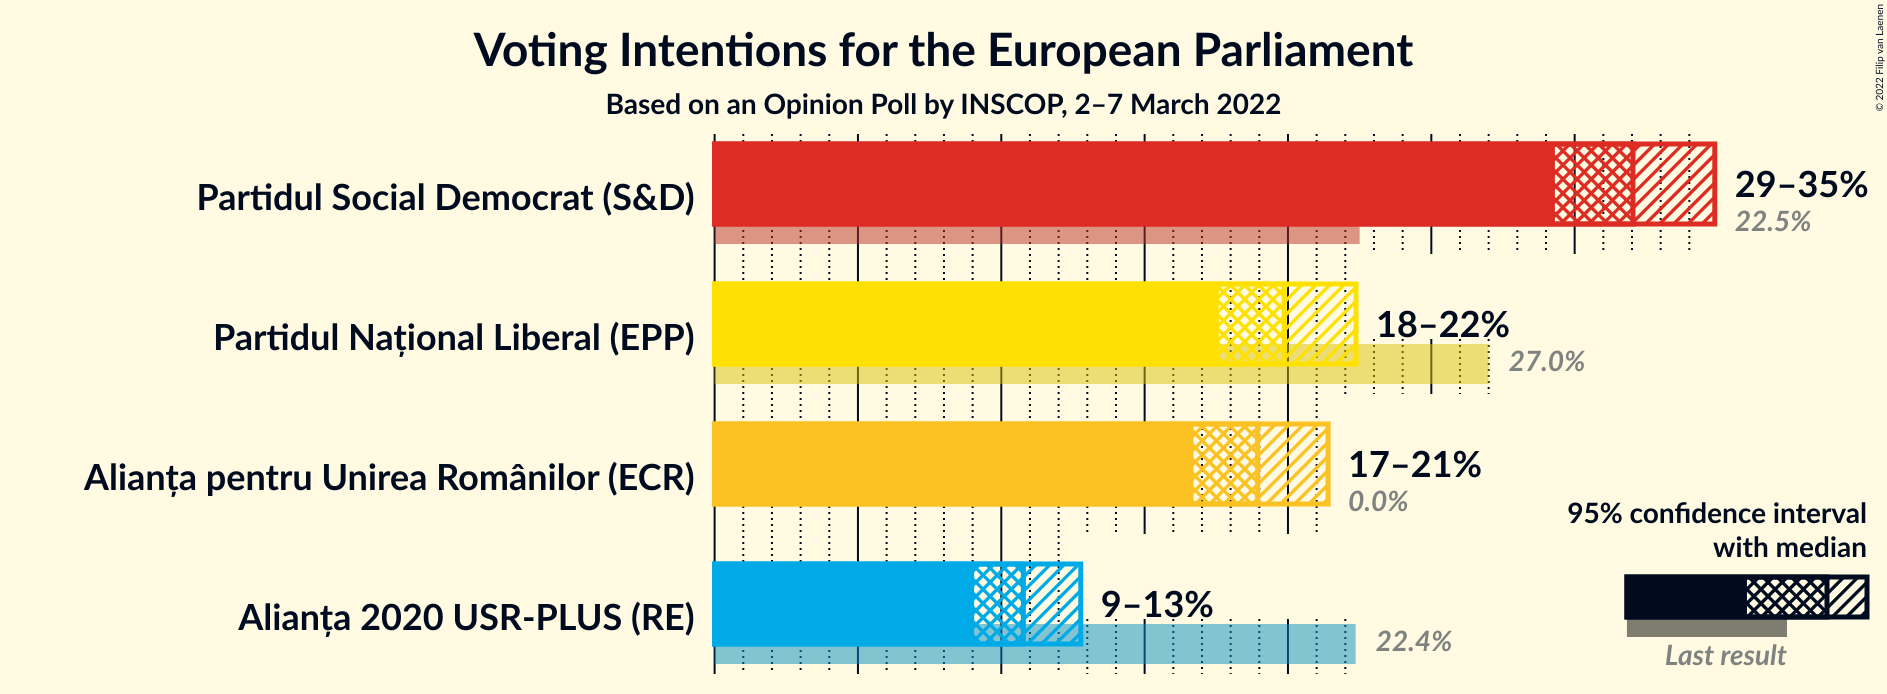 Voting Intentions for the European Parliament
Based on an Opinion Poll by INSCOP, 2–7 March 2022
© 2022 Filip van Laenen
Partidul Social Democrat (S&D)
29–35%
22.5%
Partidul Național Liberal (EPP)
18–22%
27.0%
Alianța pentru Unirea Românilor (ECR)
17–21%
0.0%
Alianța 2020 USR-PLUS (RE)
9–13%
22.4%
95% confidence interval
with median
Last result